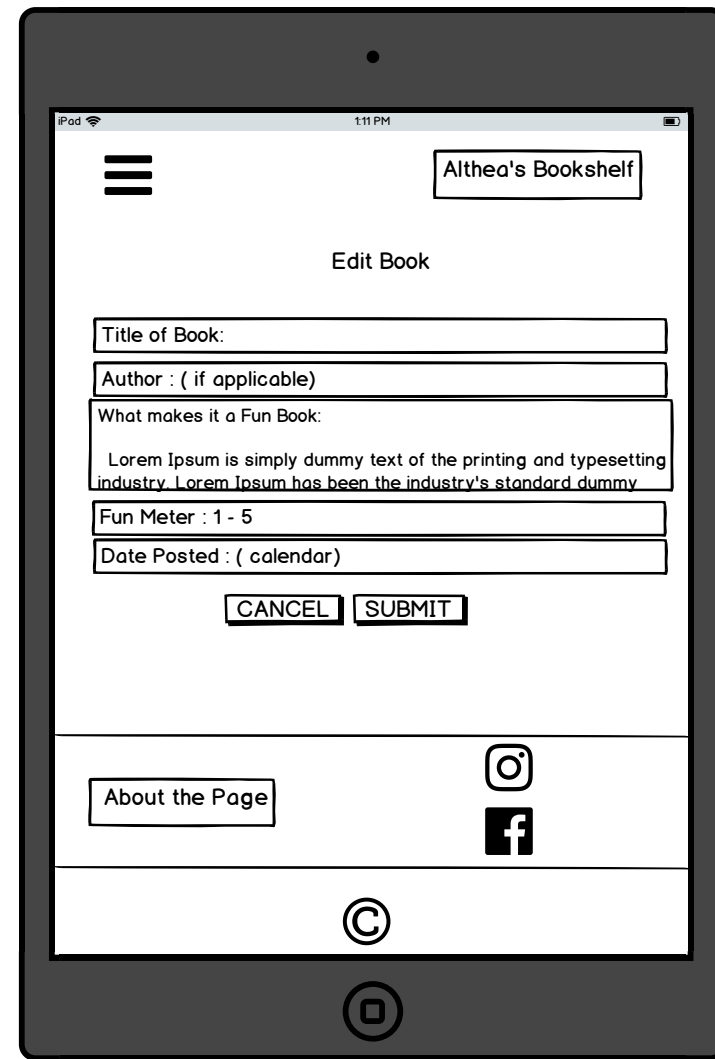 iPad
1:11 PM
Althea's Bookshelf
Edit Book
Title of Book:
Author : ( if applicable)
What makes it a Fun Book:
Lorem Ipsum is simply dummy text of the printing and typesetting
industry. Lorem Ipsum has been the industry's standard dummy
Fun Meter : 1 - 5
Date Posted : ( calendar)
CANCEL SUBMIT
About the Page
©